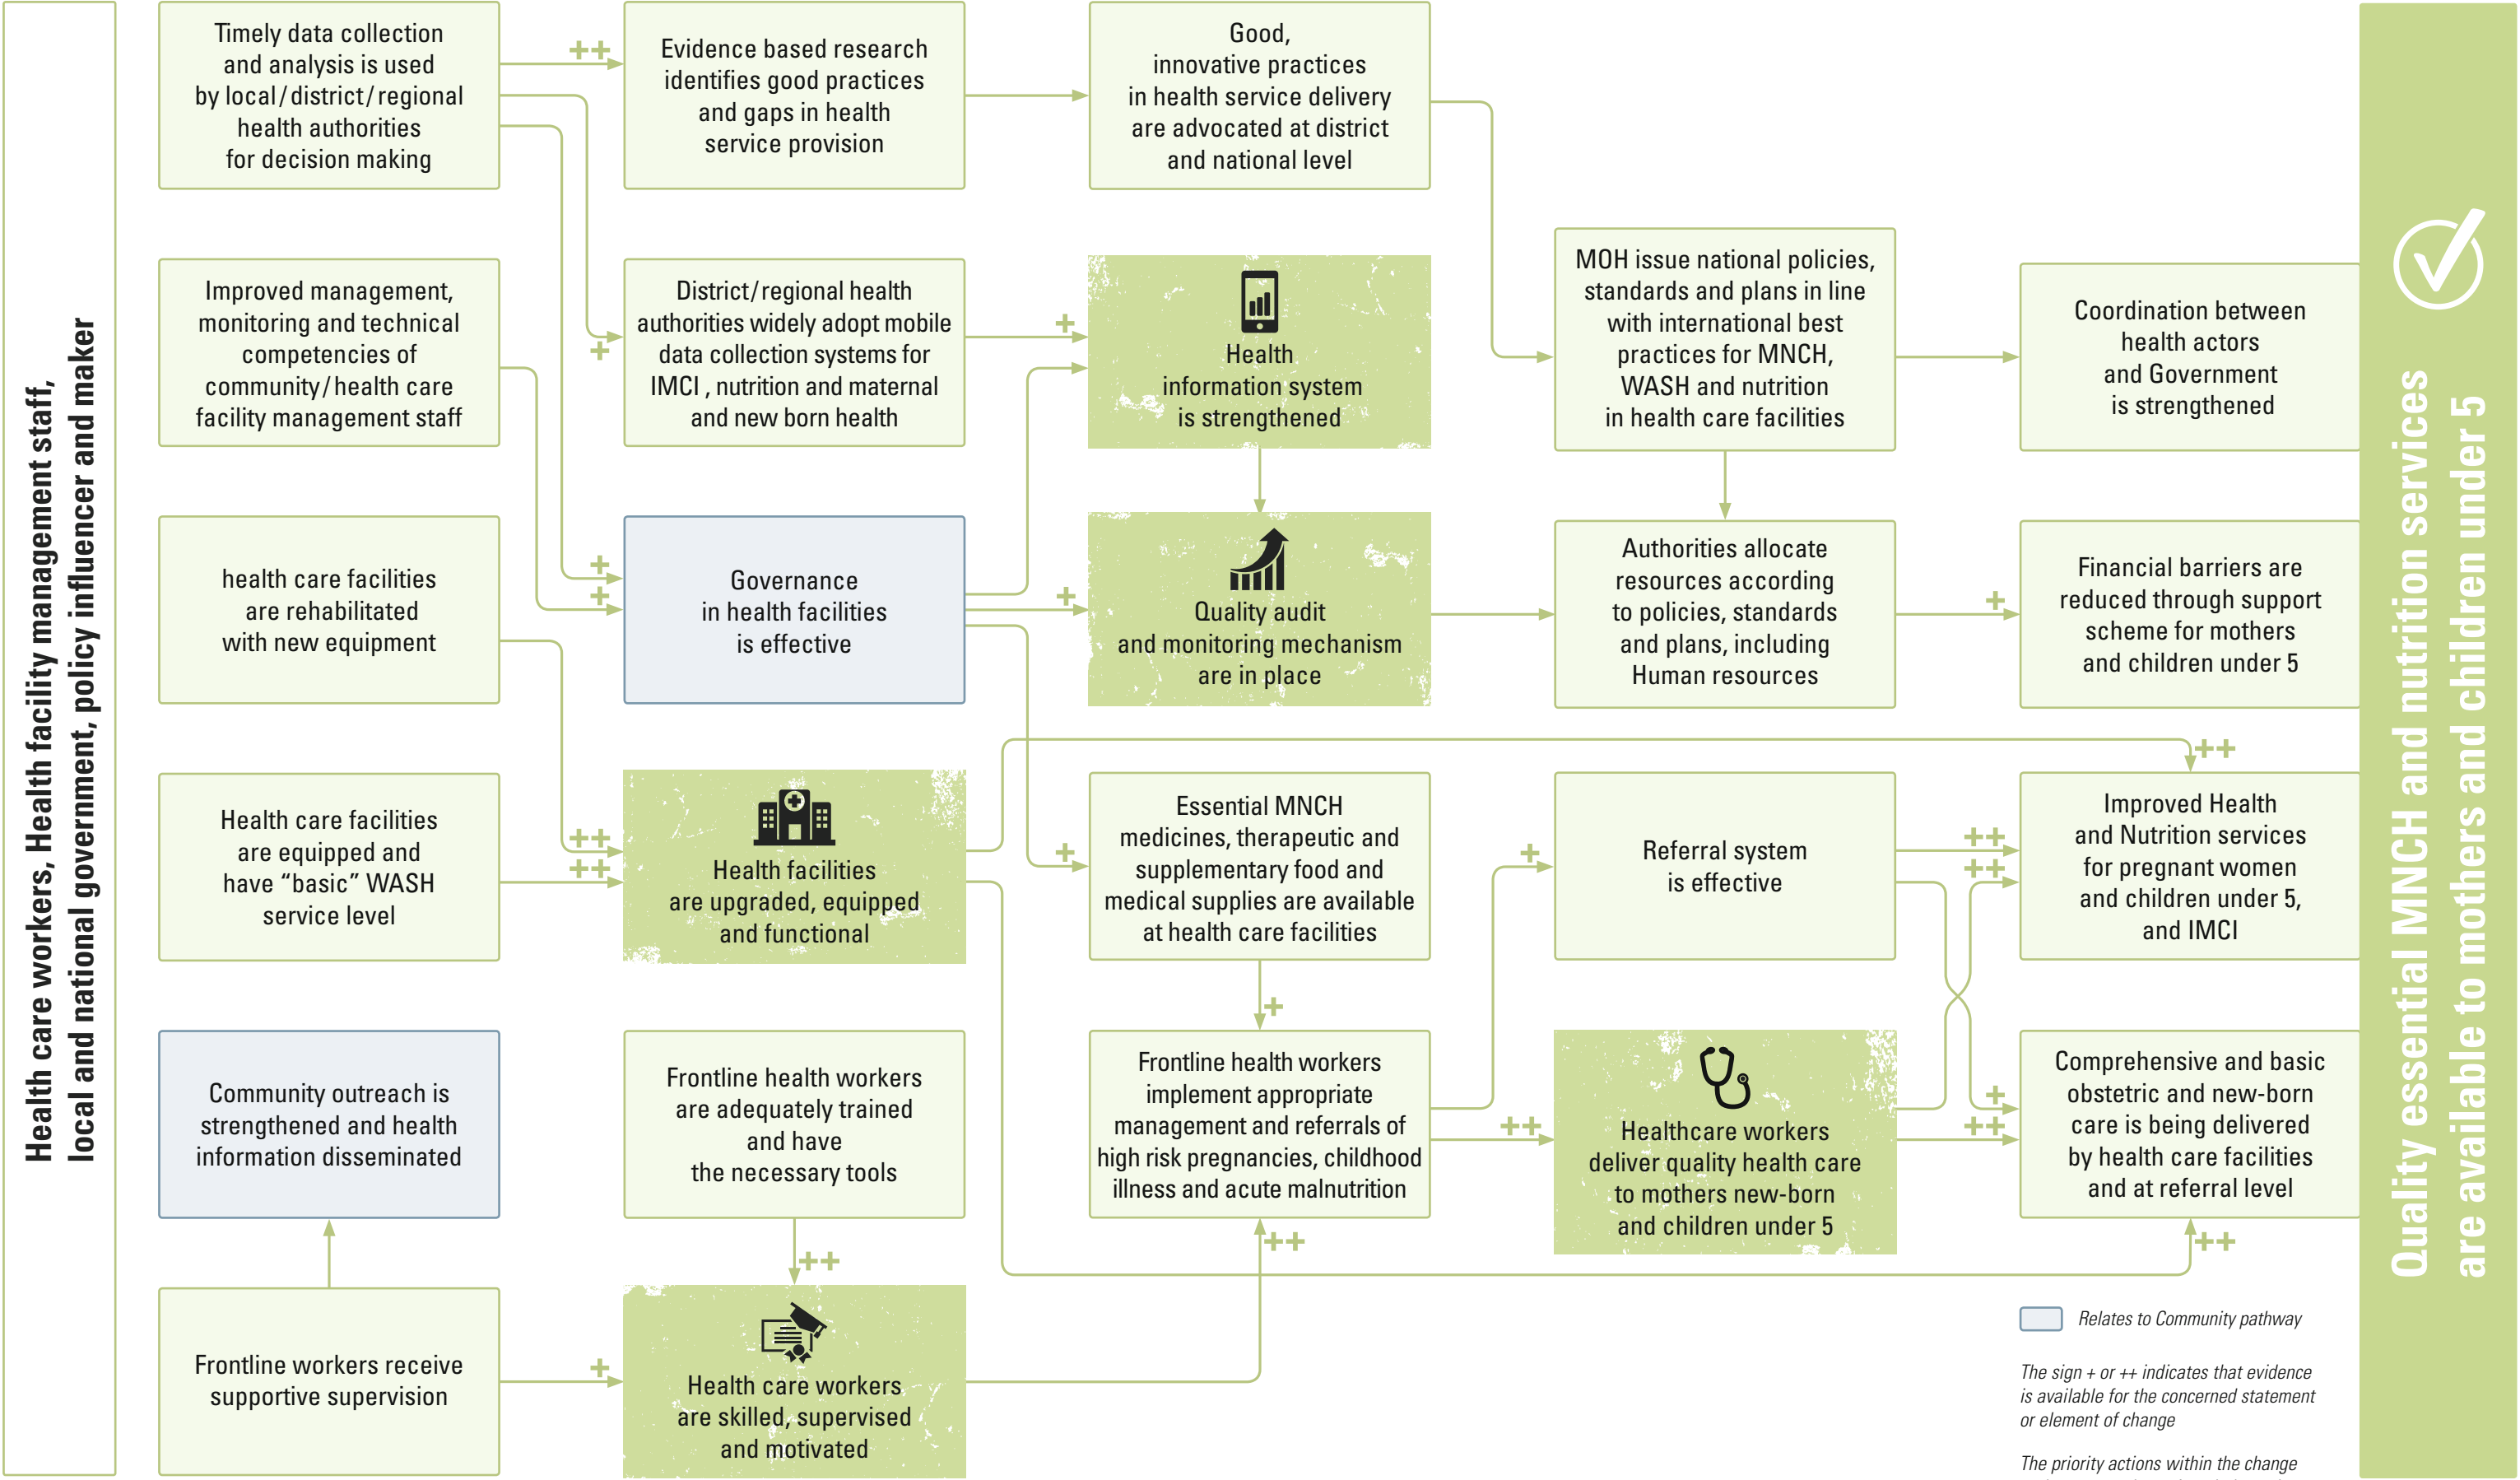 Health care workers, Health facility management staff,
local and national government, policy influencer and maker
Timely data collection
and analysis is used
by local/district/regional
health authorities
for decision making
++
Evidence based research
identifies good practices
and gaps in health
service provision
Good,
innovative practices
in health service delivery
are advocated at district
and national level
Improved management,
monitoring and technical
competencies of
community/health care
facility management staff
+
District/regional health
authorities widely adopt mobile
data collection systems for
IMCI , nutrition and maternal
and new born health
+
Health
information system
is strengthened
MOH issue national policies,
standards and plans in line
with international best
practices for MNCH,
WASH and nutrition
in health care facilities
Coordination between
health actors
and Government
is strengthened
health care facilities
are rehabilitated
with new equipment
+
+
Governance
in health facilities
is effective
+
Quality audit
and monitoring mechanism
are in place
Authorities allocate
resources according
to policies, standards
and plans, including
Human resources
+
Financial barriers are
reduced through support
scheme for mothers
and children under 5
Health care facilities
are equipped and
have “basic” WASH
service level
++
++
Health facilities
are upgraded, equipped
and functional
+
Essential MNCH
medicines, therapeutic and
supplementary food and
medical supplies are available
at health care facilities
+
Referral system
is effective
++
++
++
Improved Health
and Nutrition services
for pregnant women
and children under 5,
and IMCI
Community outreach is
strengthened and health
information disseminated
Frontline health workers
are adequately trained
and have
the necessary tools
+
Frontline health workers
implement appropriate
management and referrals of
high risk pregnancies, childhood
illness and acute malnutrition
++
Healthcare workers
deliver quality health care
to mothers new-born
and children under 5
+
++
Comprehensive and basic
obstetric and new-born
care is being delivered
by health care facilities
and at referral level
++
++
++
Frontline workers receive
supportive supervision
+
Health care workers
are skilled, supervised
and motivated
Relates to Community pathway
The sign + or ++ indicates that evidence
is available for the concerned statement
or element of change
The priority actions within the change
Quality essential MNCH and nutrition services
are available to mothers and children under 5